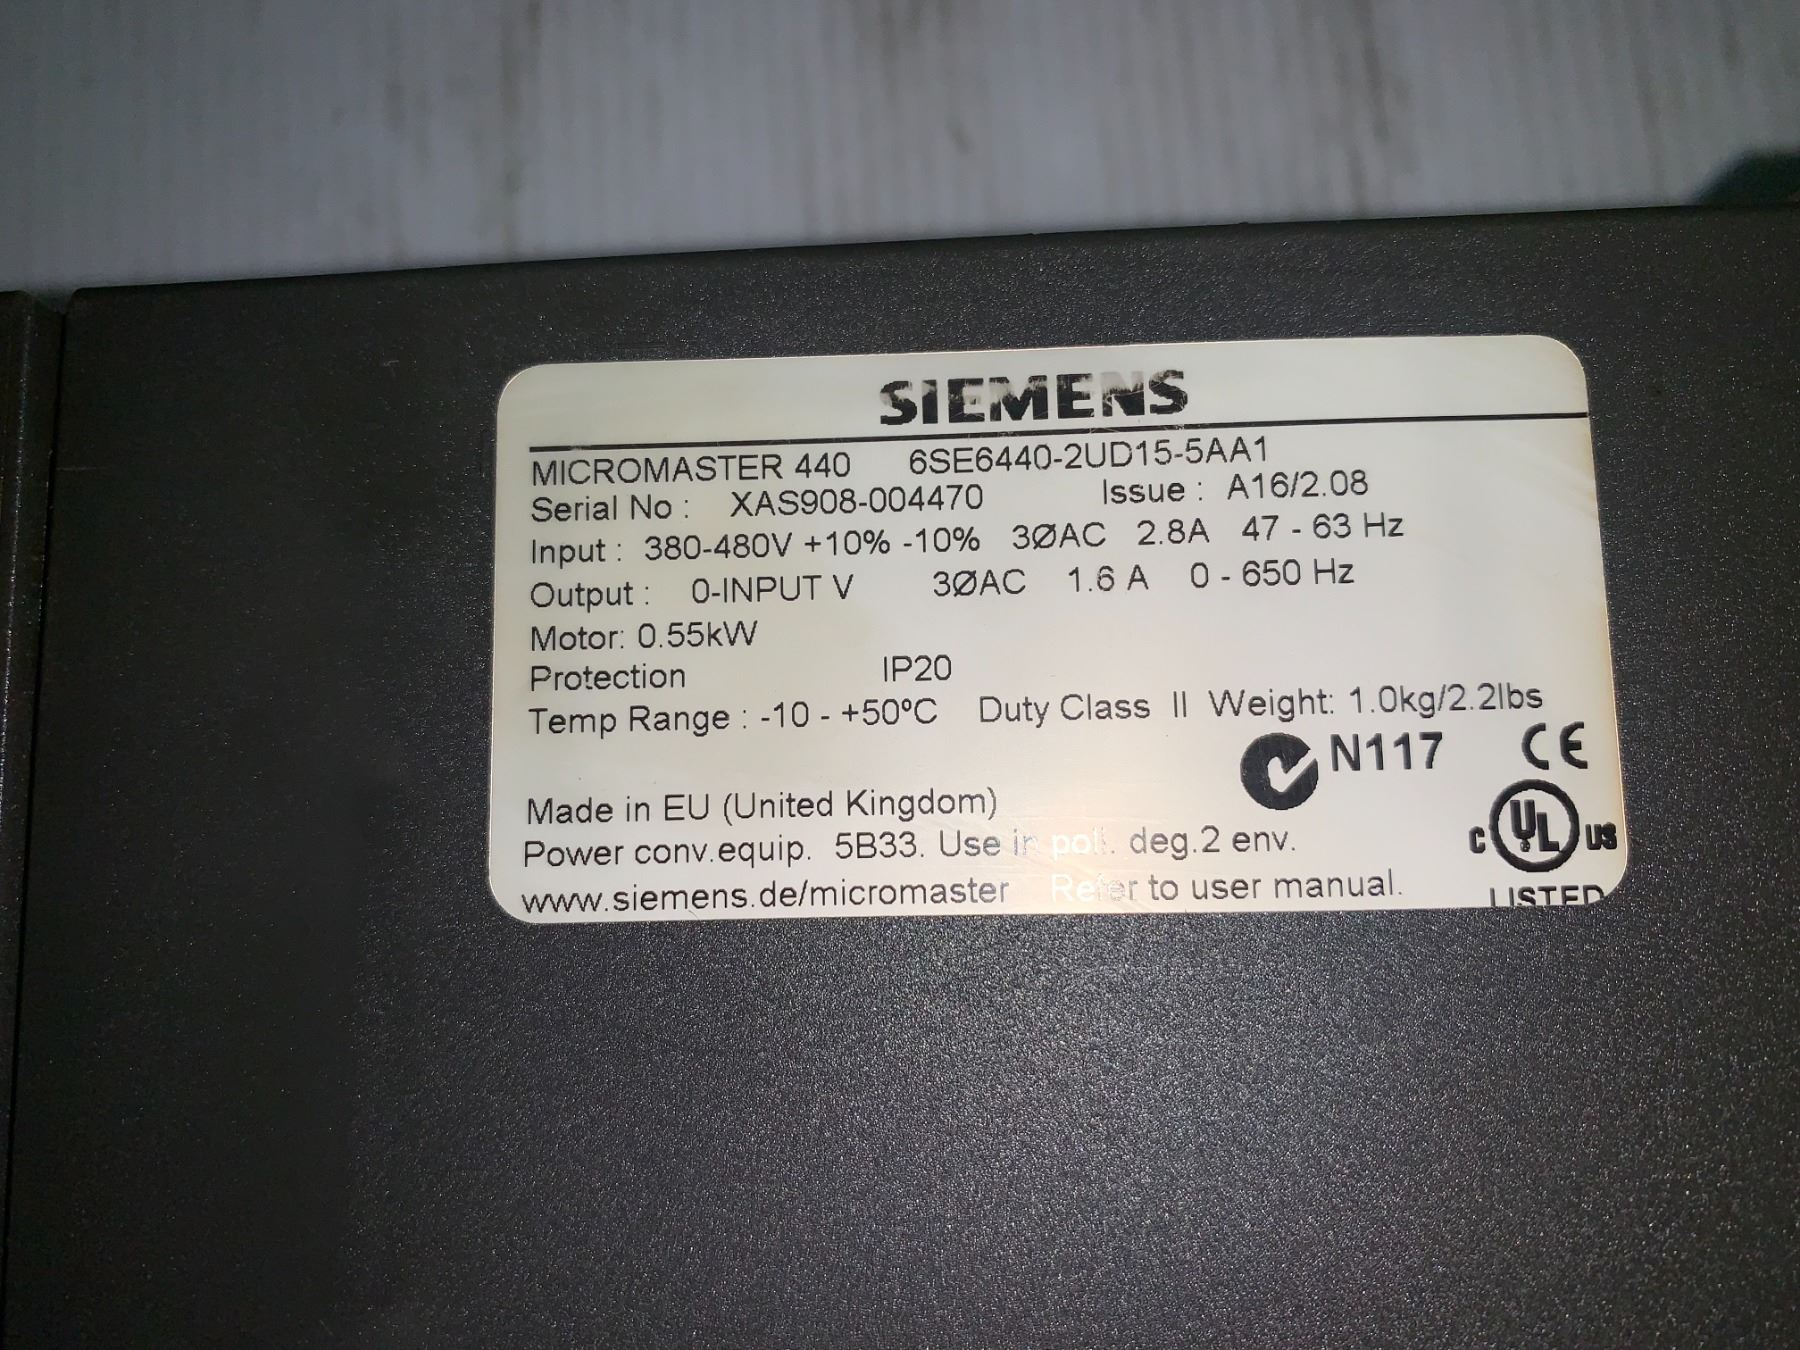 SIEMENS
MICROMASTER 440 6SE6440-2UD15-5AA1
Serial No : XAS908-004470 Issue : A16/2.08
Input : 380-480V +10% -10% 3ØAC 2.8A 47 - 63 Hz
Output : 0-INPUT V 3ØAC 1.6 A 0 - 650 Hz
Motor: 0.55kW
Protection IP20
Temp Range : -10 - +50ºC Duty Class II Weight: 1.0kg/2.2lbs
N117 CE
Made in EU (United Kingdom)
C UL US
Power conv.equip. 5B33. Use in poll. deg.2 env.
www.siemens.de/micromaster Refer to user manual.
LISTED